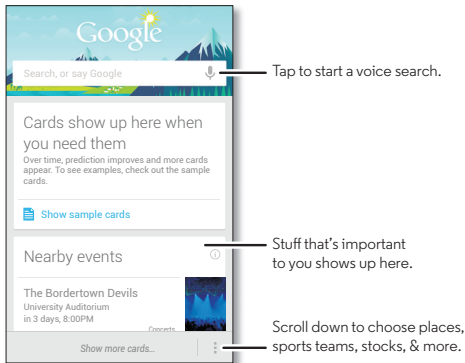 Google
Search, or say Google
Tap to start a voice search.
Cards show up here when
you need them
Over time, prediction improves and more cards
appear. To see examples, check out the sample
cards.
Show sample cards
Nearby events
Stuff that's important
to you shows up here.
The Bordertown Devils
University Auditorium
in 3 days, 8:00PM
Concerts
Show more cards...
Scroll down to choose places,
sports teams, stocks, & more.